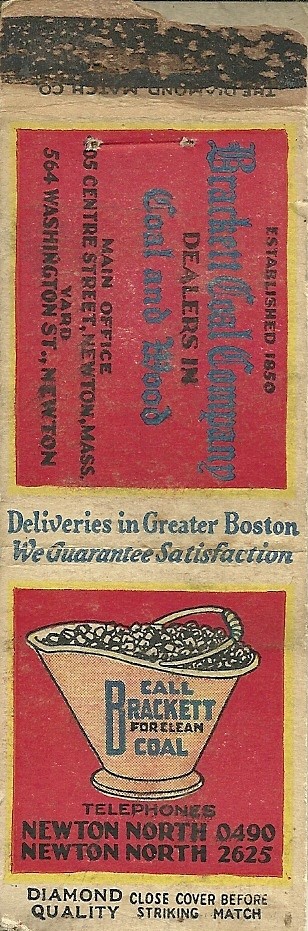 THE DIAMOND MATCH CO
ESTABLISHED 1850
Brackett Coal Company
DEALERS IN
Coal and Wood
MAIN OFFICE
05 CENTRE STREET, NEWTON, MASS.
YARD
564 WASHINGTON ST., NEWTON
Deliveries in Greater Boston
We Guarantee Satisfaction
CALL
BRACKETT
FOR CLEAN
COAL
TELEPHONES
NEWTON NORTH 0490
NEWTON NORTH 2625
DIAMOND QUALITY
CLOSE COVER BEFORE
STRIKING MATCH